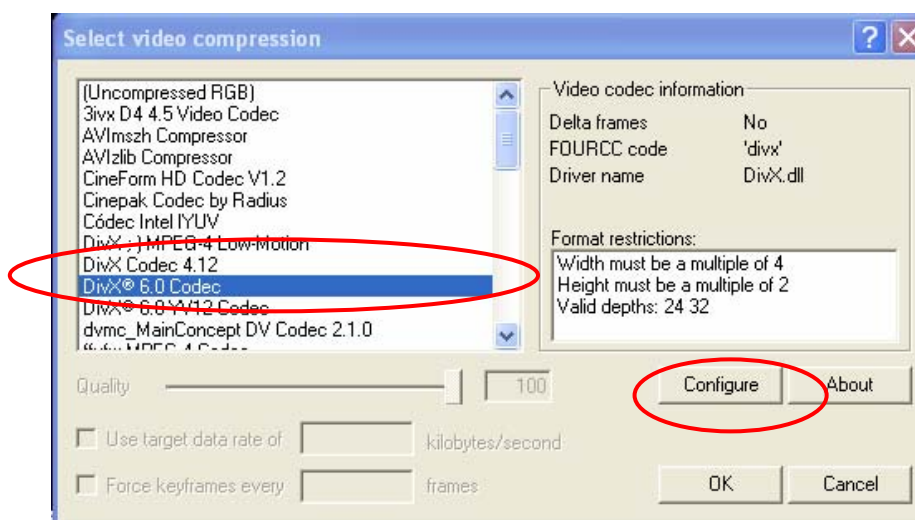 Select video compression
(Uncompressed RGB)
3ivx D4 4.5 Video Codec
AVImszh Compressor
AVIzlib Compressor
CineForm HD Codec V1.2
Cinepak Codec by Radius
Códec Intel IYUV
DivX ;-) MPEG-4 Low-Motion
DivX Codec 4.12
DivX® 6.0 Codec
DivX® 6.0 YV12 Codec
dvmc_MainConcept DV Codec 2.1.0
MPEG-4 Codec
Video codec information
Delta frames No
FOURCC code 'divx'
Driver name DivX.dll
Format restrictions:
Width must be a multiple of 4
Height must be a multiple of 2
Valid depths: 24 32
Quality 100
Configure About
Use target data rate of kilobytes/second
Force keyframes every frames
OK Cancel